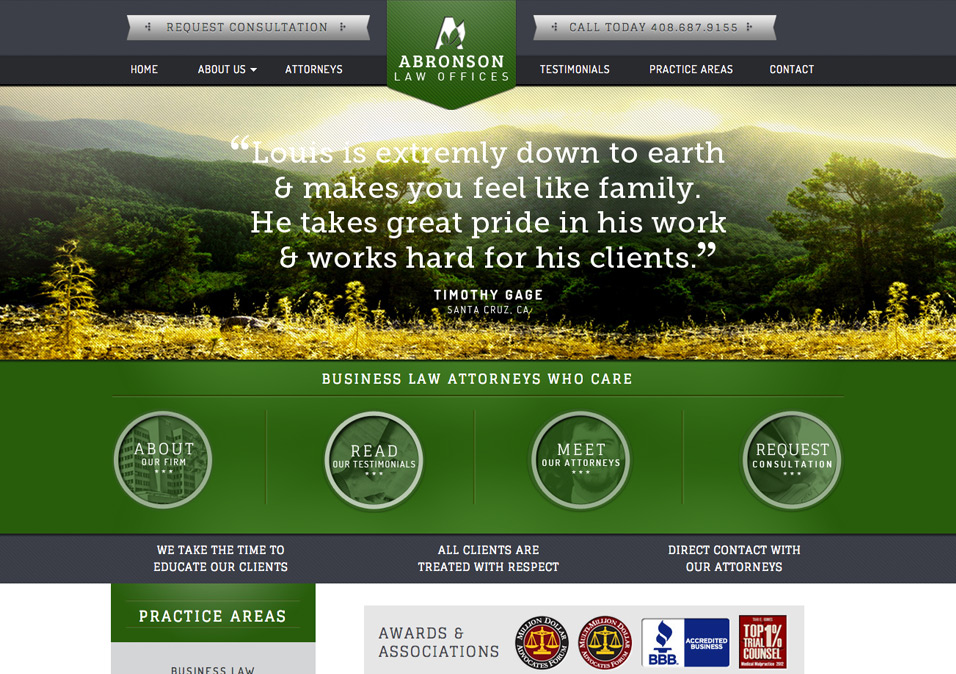 REQUEST CONSULTATION
CALL TODAY 408.687.9155
ABRONSON
LAW OFFICES
HOME
ABOUT US
ATTORNEYS
TESTIMONIALS
PRACTICE AREAS
CONTACT
“Louis is extremly down to earth
& makes you feel like family.
He takes great pride in his work
& works hard for his clients.”
TIMOTHY GAGE
SANTA CRUZ, CA
BUSINESS LAW ATTORNEYS WHO CARE
ABOUT
OUR FIRM
READ
OUR TESTIMONIALS
MEET
OUR ATTORNEYS
REQUEST
CONSULTATION
WE TAKE THE TIME TO
EDUCATE OUR CLIENTS
ALL CLIENTS ARE
TREATED WITH RESPECT
DIRECT CONTACT WITH
OUR ATTORNEYS
PRACTICE AREAS
BUSINESS LAW
AWARDS &
ASSOCIATIONS
MILLION DOLLAR
ADVOCATES FORUM
MULTI-MILLION DOLLAR
ADVOCATES FORUM
BBB.
ACCREDITED
BUSINESS
TOP 1%
TRIAL
COUNSEL
Medical Malpractice 2012